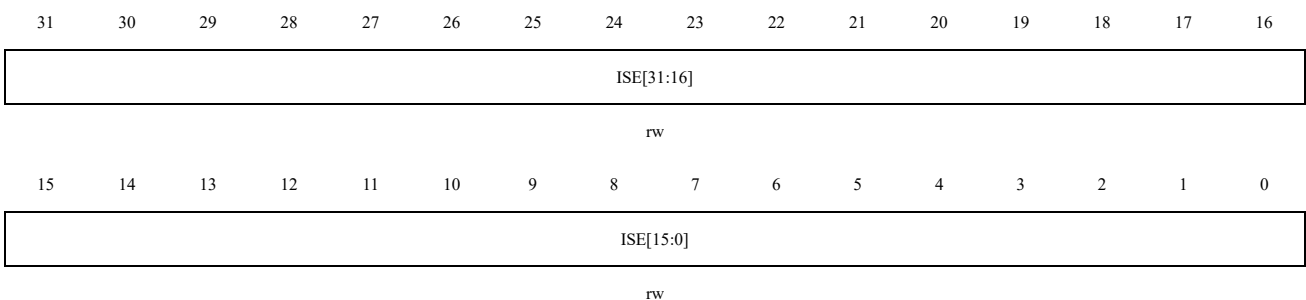 31 30 29 28 27 26 25 24 23 22 21 20 19 18 17 16
ISE[31:16]
rw
15 14 13 12 11 10 9 8 7 6 5 4 3 2 1 0
ISE[15:0]
rw